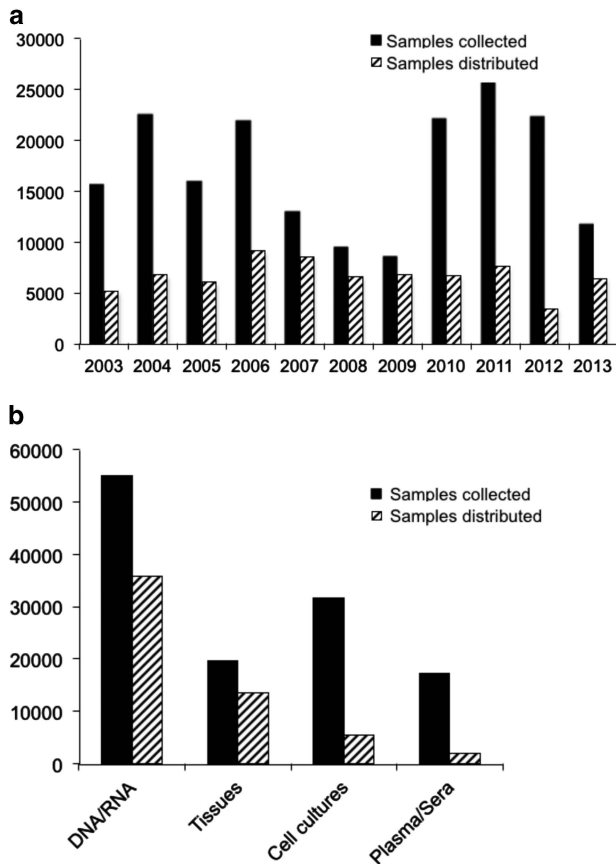 a
30000
25000
20000
15000
10000
5000
0
Samples collected
Samples distributed
2003 2004 2005 2006 2007 2008 2009 2010 2011 2012 2013
b
60000
50000
40000
30000
20000
10000
0
Samples collected
Samples distributed
DNA/RNA
Tissues
Cell cultures
Plasma/Sera